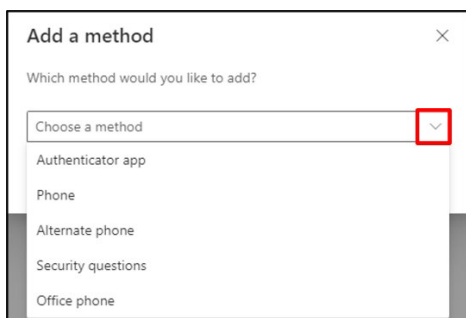 Add a method
Which method would you like to add?
Choose a method
Authenticator app
Phone
Alternate phone
Security questions
Office phone